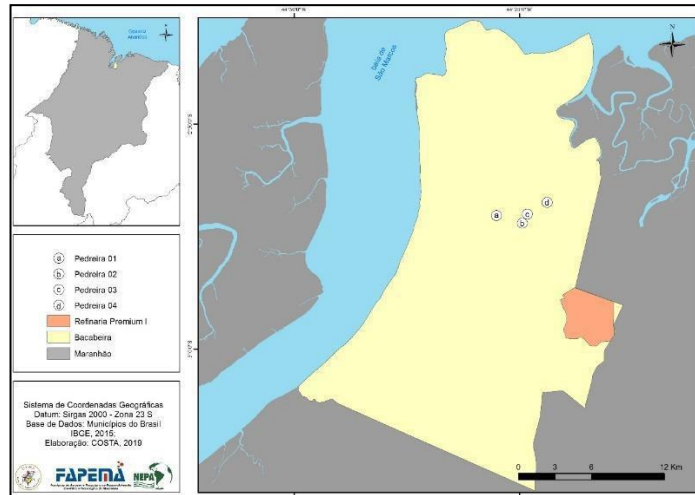 Oceano
Atlântico
N
Baía de
São Marcos
N
a
c
b
d
a Pedreira 01
b Pedreira 02
c Pedreira 03
d Pedreira 04
Refinaria Premium I
Bacabeira
Maranhão
Sistema de Coordenadas Geográficas
Datum: Sirgas 2000 - Zona 23 S
Base de Dados: Municípios do Brasil
IBGE, 2015;
Elaboração: COSTA, 2019
FAPEMA
NEPA
0 3 6 12 Km